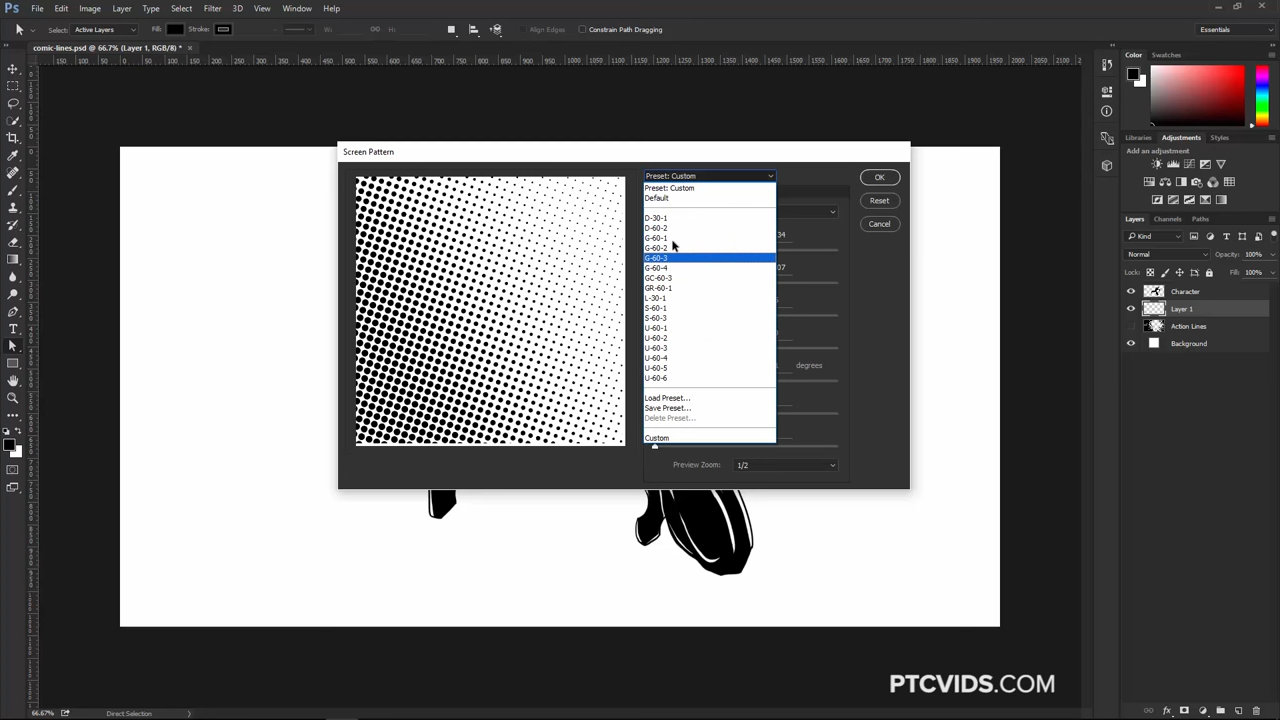 Ps File Edit Image Layer Type Select Filter 3D View Window Help
Select: Active Layers Fill: Stroke: W: H: Align Edges Constrain Path Dragging Essentials
comic-lines.psd @ 66.7% (Layer 1, RGB/8) *
Color Swatches
Screen Pattern
Preset: Custom
Preset: Custom
Default
D-30-1
D-60-2
G-60-1
G-60-2
G-60-3
G-60-4
GC-60-3
GR-60-1
L-30-1
S-60-1
S-60-3
U-60-1
U-60-2
U-60-3
U-60-4
U-60-5
U-60-6
Load Preset...
Save Preset...
Delete Preset...
Custom
34
07
degrees
Preview Zoom: 1/2
OK
Reset
Cancel
Libraries Adjustments Styles
Add an adjustment
Layers Channels Paths
Kind
Normal Opacity: 100%
Lock: Fill: 100%
Character
Layer 1
Action Lines
Background
PTCVIDS.COM
66.67% Direct Selection